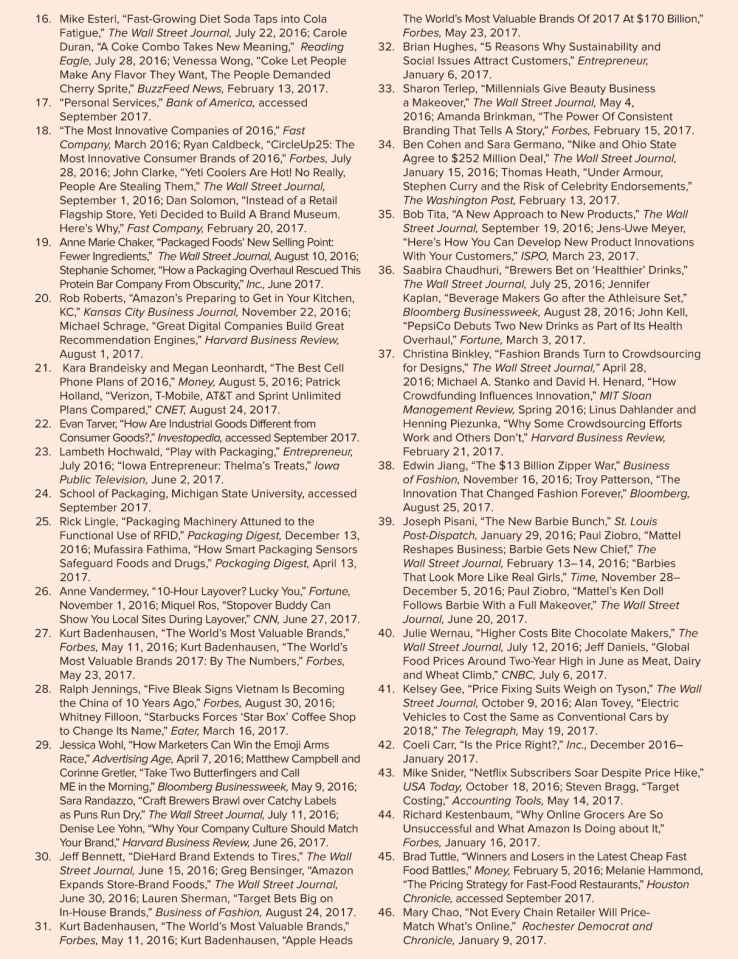 16. Mike Esterl, “Fast-Growing Diet Soda Taps into Cola
Fatigue,” The Wall Street Journal, July 22, 2016; Carole
Duran, “A Coke Combo Takes New Meaning,” Reading
Eagle, July 28, 2016; Venessa Wong, “Coke Let People
Make Any Flavor They Want, The People Demanded
Cherry Sprite,” BuzzFeed News, February 13, 2017.
17. “Personal Services,” Bank of America, accessed
September 2017.
18. “The Most Innovative Companies of 2016,” Fast
Company, March 2016; Ryan Caldbeck, “CircleUp25: The
Most Innovative Consumer Brands of 2016,” Forbes, July
28, 2016; John Clarke, “Yeti Coolers Are Hot! No Really,
People Are Stealing Them,” The Wall Street Journal,
September 1, 2016; Dan Solomon, “Instead of a Retail
Flagship Store, Yeti Decided to Build A Brand Museum.
Here’s Why,” Fast Company, February 20, 2017.
19. Anne Marie Chaker, “Packaged Foods’ New Selling Point:
Fewer Ingredients,” The Wall Street Journal, August 10, 2016;
Stephanie Schomer, “How a Packaging Overhaul Rescued This
Protein Bar Company From Obscurity,” Inc., June 2017.
20. Rob Roberts, “Amazon’s Preparing to Get in Your Kitchen,
KC,” Kansas City Business Journal, November 22, 2016;
Michael Schrage, “Great Digital Companies Build Great
Recommendation Engines,” Harvard Business Review,
August 1, 2017.
21. Kara Brandeisky and Megan Leonhardt, “The Best Cell
Phone Plans of 2016,” Money, August 5, 2016; Patrick
Holland, “Verizon, T-Mobile, AT&T and Sprint Unlimited
Plans Compared,” CNET, August 24, 2017.
22. Evan Tarver, “How Are Industrial Goods Different from
Consumer Goods?,” Investopedia, accessed September 2017.
23. Lambeth Hochwald, “Play with Packaging,” Entrepreneur,
July 2016; “Iowa Entrepreneur: Thelma’s Treats,” Iowa
Public Television, June 2, 2017.
24. School of Packaging, Michigan State University, accessed
September 2017.
25. Rick Lingle, “Packaging Machinery Attuned to the
Functional Use of RFID,” Packaging Digest, December 13,
2016; Mufassira Fathima, “How Smart Packaging Sensors
Safeguard Foods and Drugs,” Packaging Digest, April 13,
2017.
26. Anne Vandermey, “10-Hour Layover? Lucky You,” Fortune,
November 1, 2016; Miquel Ros, “Stopover Buddy Can
Show You Local Sites During Layover,” CNN, June 27, 2017.
27. Kurt Badenhausen, “The World’s Most Valuable Brands,”
Forbes, May 11, 2016; Kurt Badenhausen, “The World’s
Most Valuable Brands 2017: By The Numbers,” Forbes,
May 23, 2017.
28. Ralph Jennings, “Five Bleak Signs Vietnam Is Becoming
the China of 10 Years Ago,” Forbes, August 30, 2016;
Whitney Filloon, “Starbucks Forces ‘Star Box’ Coffee Shop
to Change Its Name,” Eater, March 16, 2017.
29. Jessica Wohl, “How Marketers Can Win the Emoji Arms
Race,” Advertising Age, April 7, 2016; Matthew Campbell and
Corinne Gretler, “Take Two Butterfingers and Call
ME in the Morning,” Bloomberg Businessweek, May 9, 2016;
Sara Randazzo, “Craft Brewers Brawl over Catchy Labels
as Puns Run Dry,” The Wall Street Journal, July 11, 2016;
Denise Lee Yohn, “Why Your Company Culture Should Match
Your Brand,” Harvard Business Review, June 26, 2017.
30. Jeff Bennett, “DieHard Brand Extends to Tires,” The Wall
Street Journal, June 15, 2016; Greg Bensinger, “Amazon
Expands Store-Brand Foods,” The Wall Street Journal,
June 30, 2016; Lauren Sherman, “Target Bets Big on
In-House Brands,” Business of Fashion, August 24, 2017.
31. Kurt Badenhausen, “The World’s Most Valuable Brands,”
Forbes, May 11, 2016; Kurt Badenhausen, “Apple Heads
The World’s Most Valuable Brands Of 2017 At $170 Billion,”
Forbes, May 23, 2017.
32. Brian Hughes, “5 Reasons Why Sustainability and
Social Issues Attract Customers,” Entrepreneur,
January 6, 2017.
33. Sharon Terlep, “Millennials Give Beauty Business
a Makeover,” The Wall Street Journal, May 4,
2016; Amanda Brinkman, “The Power Of Consistent
Branding That Tells A Story,” Forbes, February 15, 2017.
34. Ben Cohen and Sara Germano, “Nike and Ohio State
Agree to $252 Million Deal,” The Wall Street Journal,
January 15, 2016; Thomas Heath, “Under Armour,
Stephen Curry and the Risk of Celebrity Endorsements,”
The Washington Post, February 13, 2017.
35. Bob Tita, “A New Approach to New Products,” The Wall
Street Journal, September 19, 2016; Jens-Uwe Meyer,
“Here’s How You Can Develop New Product Innovations
With Your Customers,” ISPO, March 23, 2017.
36. Saabira Chaudhuri, “Brewers Bet on ‘Healthier’ Drinks,”
The Wall Street Journal, July 25, 2016; Jennifer
Kaplan, “Beverage Makers Go after the Athleisure Set,”
Bloomberg Businessweek, August 28, 2016; John Kell,
“PepsiCo Debuts Two New Drinks as Part of Its Health
Overhaul,” Fortune, March 3, 2017.
37. Christina Binkley, “Fashion Brands Turn to Crowdsourcing
for Designs,” The Wall Street Journal,” April 28,
2016; Michael A. Stanko and David H. Henard, “How
Crowdfunding Influences Innovation,” MIT Sloan
Management Review, Spring 2016; Linus Dahlander and
Henning Piezunka, “Why Some Crowdsourcing Efforts
Work and Others Don’t,” Harvard Business Review,
February 21, 2017.
38. Edwin Jiang, “The $13 Billion Zipper War,” Business
of Fashion, November 16, 2016; Troy Patterson, “The
Innovation That Changed Fashion Forever,” Bloomberg,
August 25, 2017.
39. Joseph Pisani, “The New Barbie Bunch,” St. Louis
Post-Dispatch, January 29, 2016; Paul Ziobro, “Mattel
Reshapes Business; Barbie Gets New Chief,” The
Wall Street Journal, February 13–14, 2016; “Barbies
That Look More Like Real Girls,” Time, November 28–
December 5, 2016; Paul Ziobro, “Mattel’s Ken Doll
Follows Barbie with a Full Makeover,” The Wall Street
Journal, June 20, 2017.
40. Julie Wernau, “Higher Costs Bite Chocolate Makers,” The
Wall Street Journal, July 12, 2016; Jeff Daniels, “Global
Food Prices Around Two-Year High in June as Meat, Dairy
and Wheat Climb,” CNBC, July 6, 2017.
41. Kelsey Gee, “Price Fixing Suits Weigh on Tyson,” The Wall
Street Journal, October 9, 2016; Alan Tovey, “Electric
Vehicles to Cost the Same as Conventional Cars by
2018,” The Telegraph, May 19, 2017.
42. Coeli Carr, “Is the Price Right?,” Inc., December 2016–
January 2017.
43. Mike Snider, “Netflix Subscribers Soar Despite Price Hike,”
USA Today, October 18, 2016; Steven Bragg, “Target
Costing,” Accounting Tools, May 14, 2017.
44. Richard Kestenbaum, “Why Online Grocers Are So
Unsuccessful and What Amazon Is Doing about It,”
Forbes, January 16, 2017.
45. Brad Tuttle, “Winners and Losers in the Latest Cheap Fast
Food Battles,” Money, February 5, 2016; Melanie Hammond,
“The Pricing Strategy for Fast-Food Restaurants,” Houston
Chronicle, accessed September 2017.
46. Mary Chao, “Not Every Chain Retailer Will Price-
Match What’s Online,” Rochester Democrat and
Chronicle, January 9, 2017.